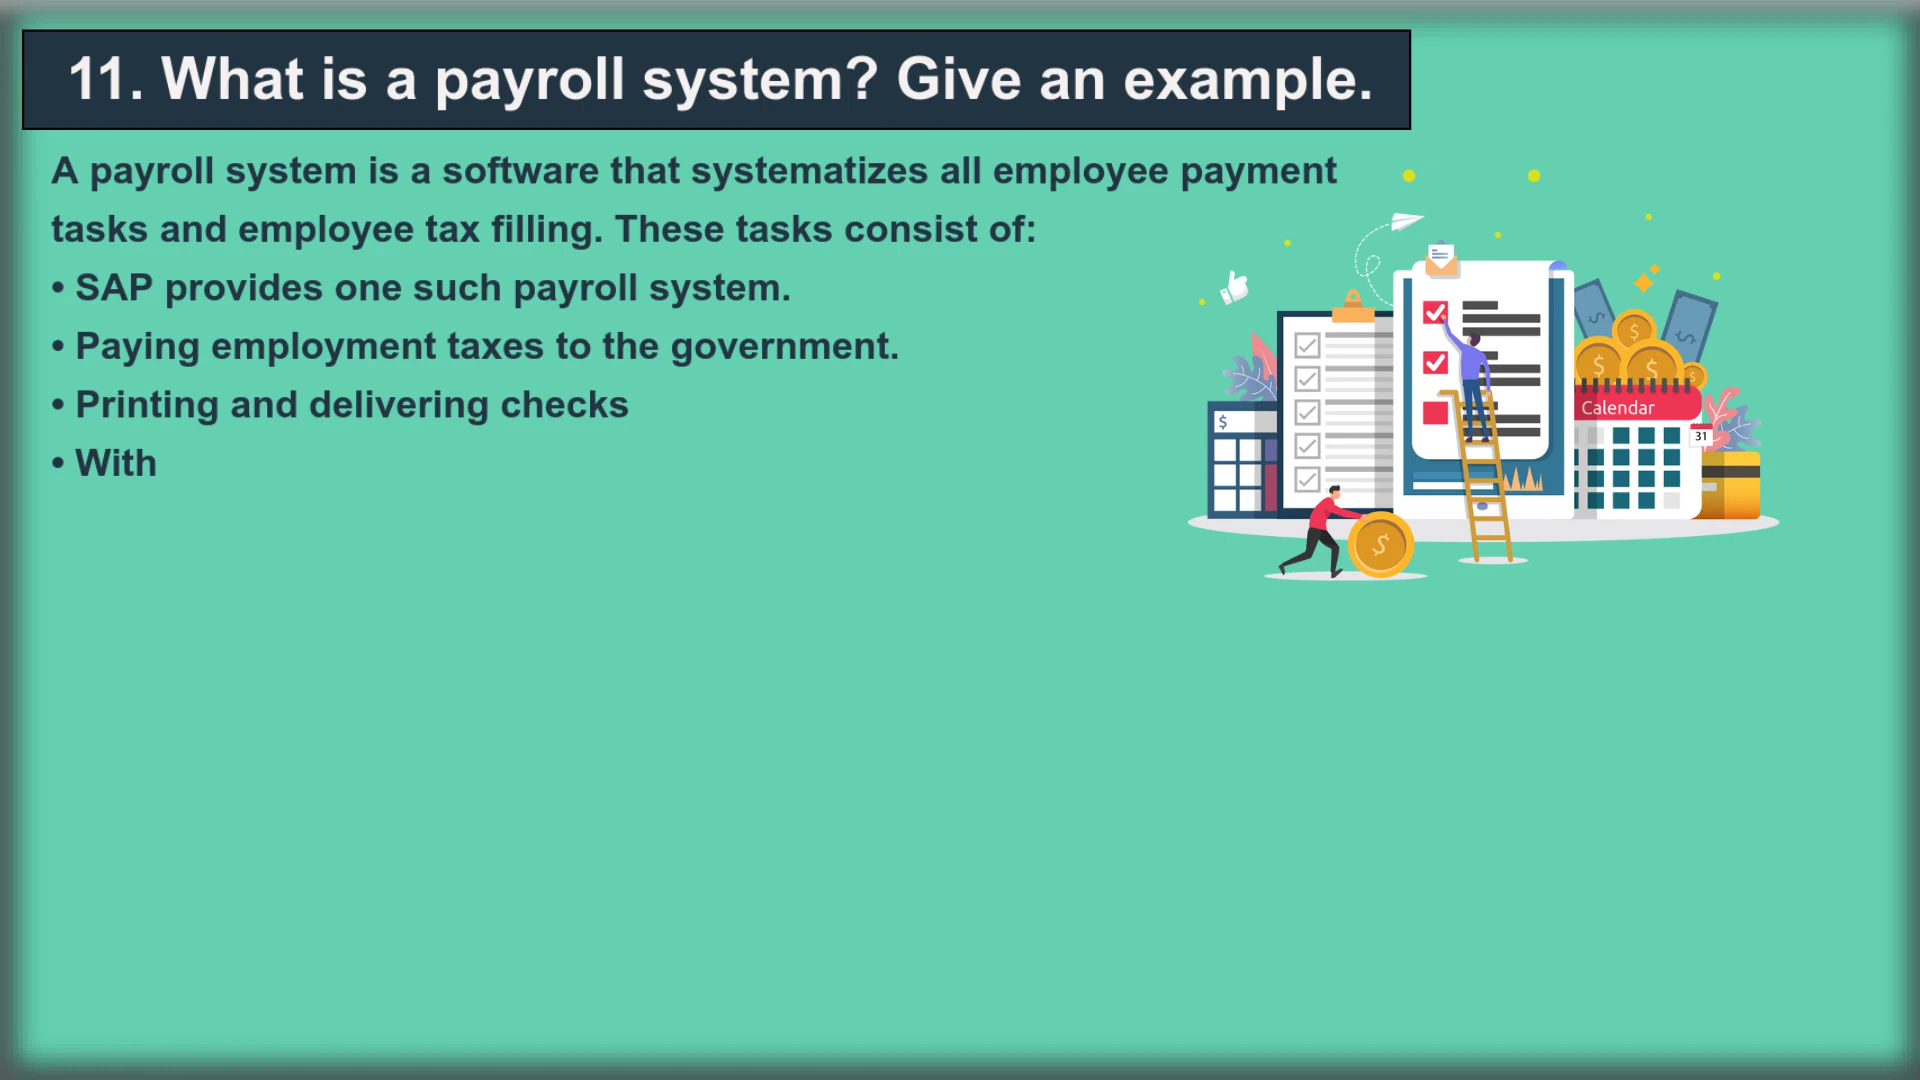 11. What is a payroll system? Give an example.
A payroll system is a software that systematizes all employee payment
tasks and employee tax filling. These tasks consist of:
• SAP provides one such payroll system.
• Paying employment taxes to the government.
• Printing and delivering checks
• With
Calendar
31
$
$
$
$
$
$
$
$